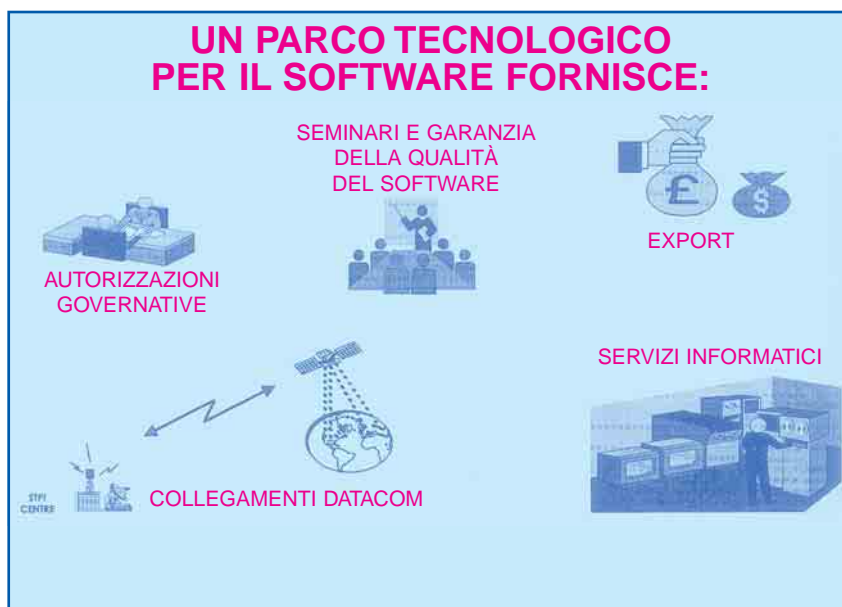 UN PARCO TECNOLOGICO
PER IL SOFTWARE FORNISCE:
SEMINARI E GARANZIA
DELLA QUALITÀ
DEL SOFTWARE
£
$
EXPORT
AUTORIZZAZIONI
GOVERNATIVE
SERVIZI INFORMATICI
COLLEGAMENTI DATACOM
STPI
CENTRE